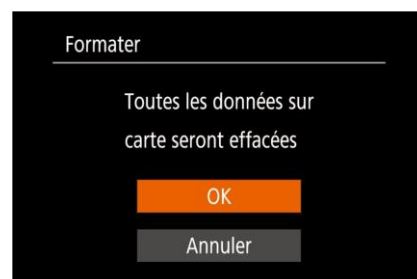 Formater
Toutes les données sur
carte seront effacées
OK
Annuler